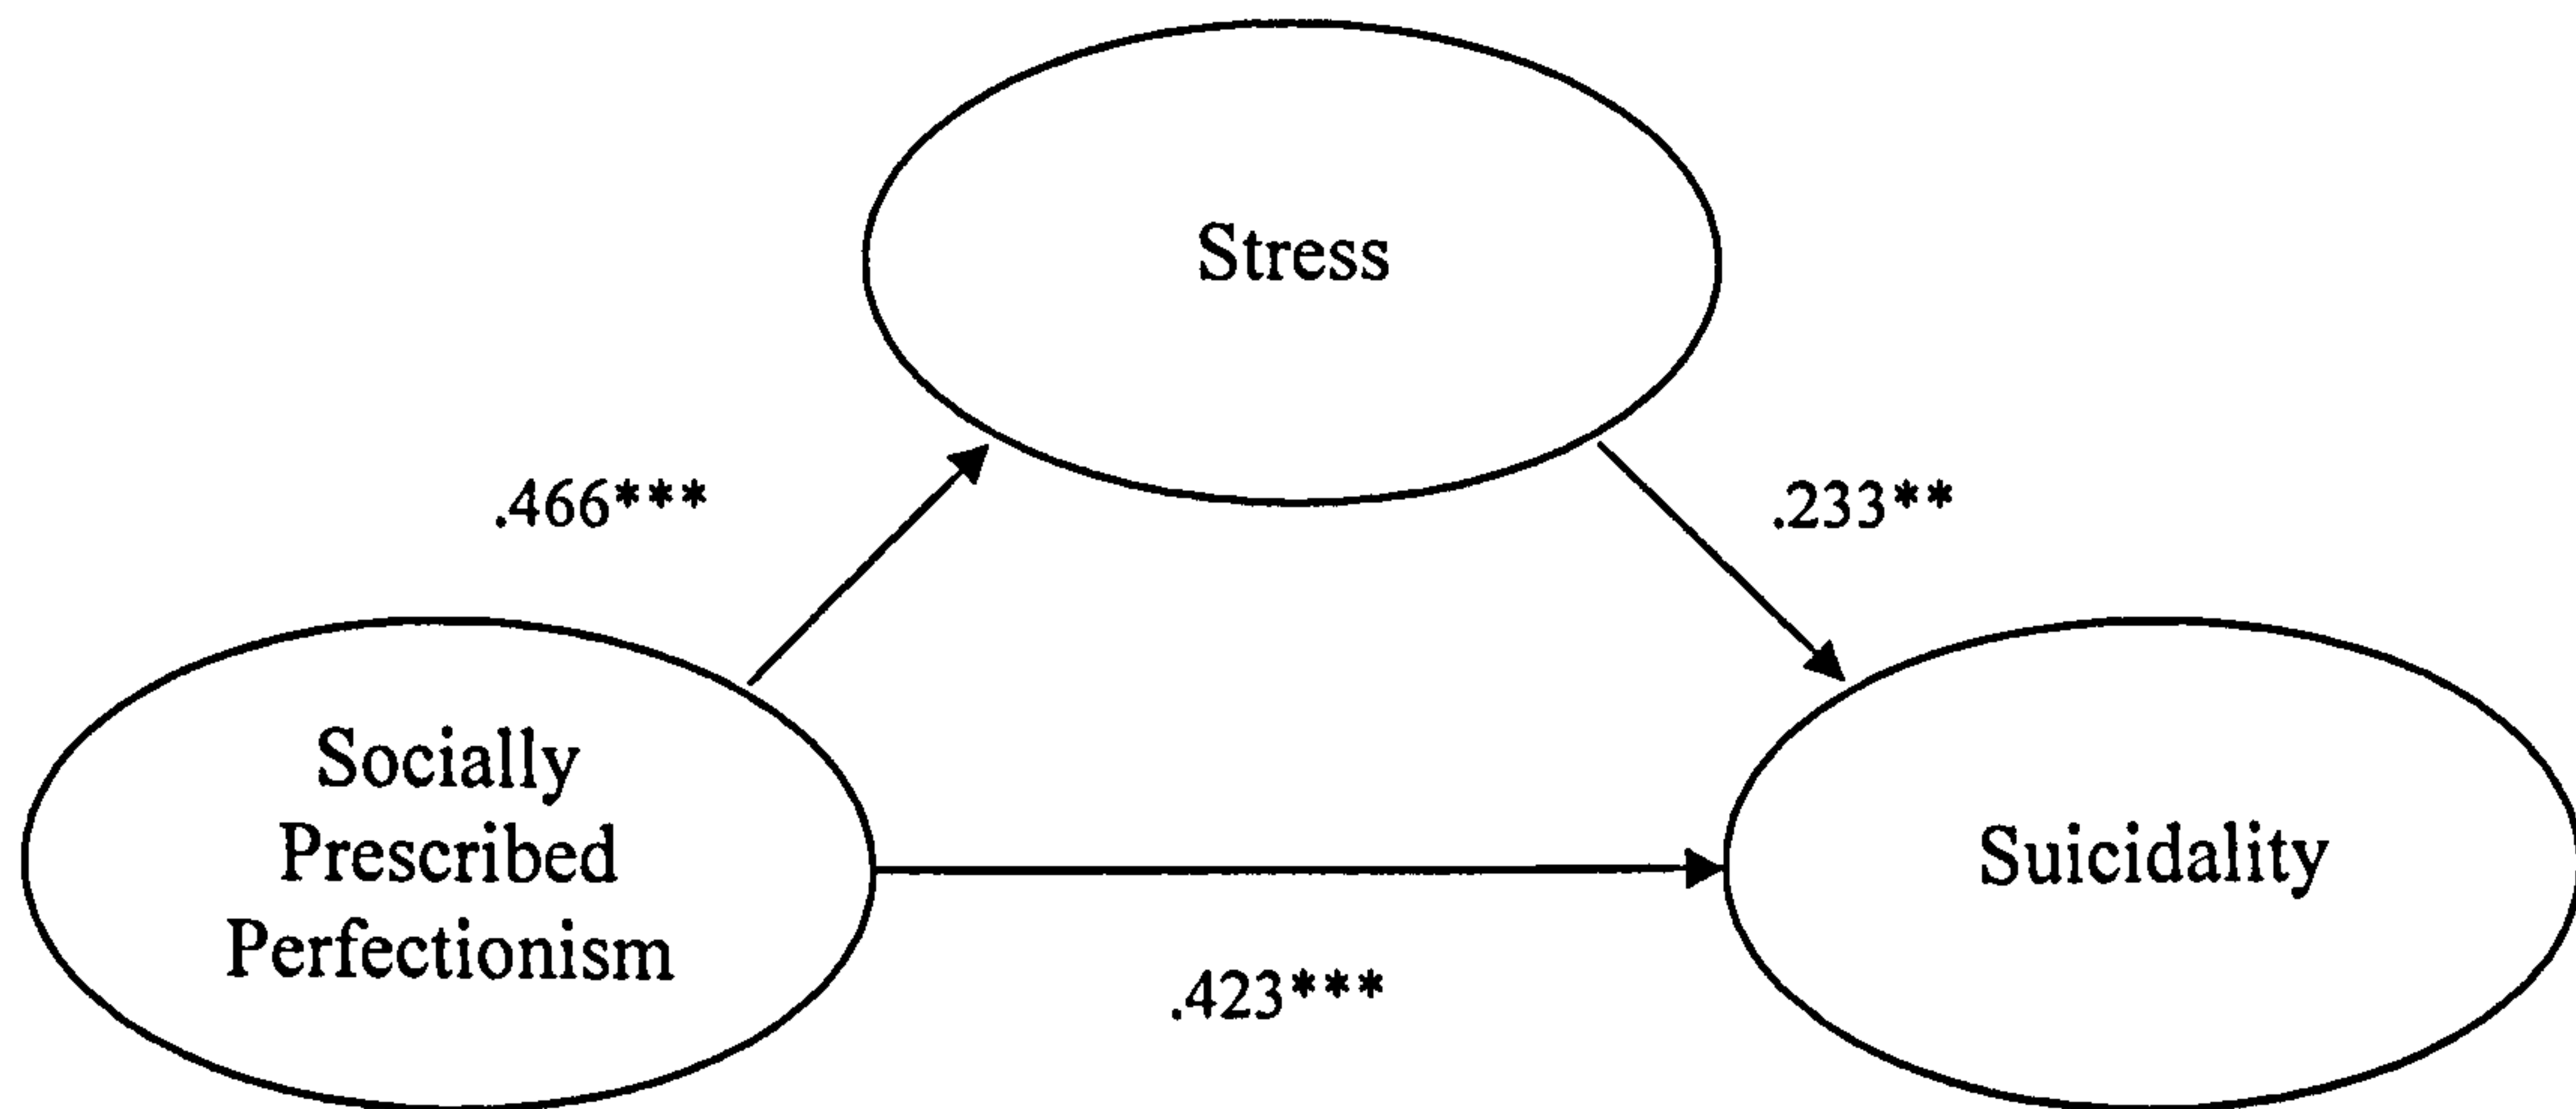 Stress
.466***
.233**
Socially
Prescribed
Perfectionism
Suicidality
.423***